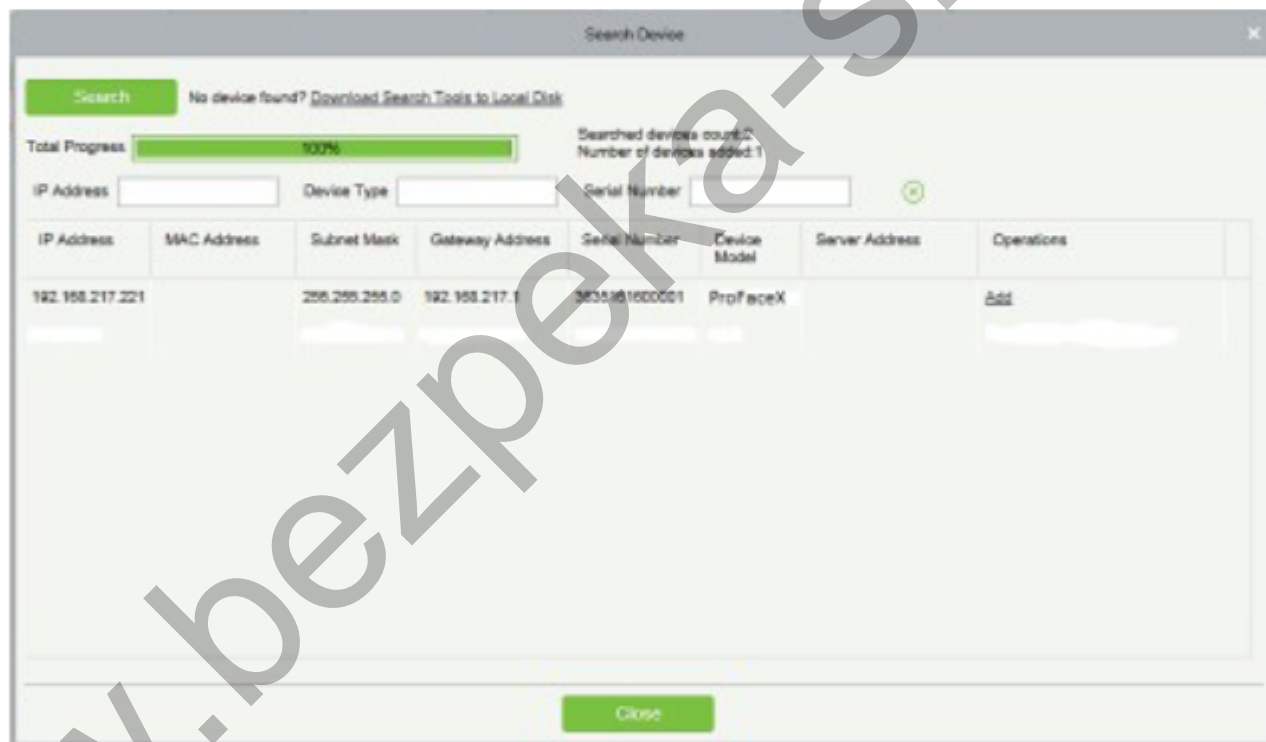 Search Device
Search No device found? Download Search Tools to Local Disk
Total Progress 100% Searched devices count:2
Number of devices added:1
IP Address Device Type Serial Number
IP Address MAC Address Subnet Mask Gateway Address Serial Number Device Model Server Address Operations
192.168.217.221 255.255.255.0 192.168.217.1 ProFaceX Add
Close
www.bezpeka-s